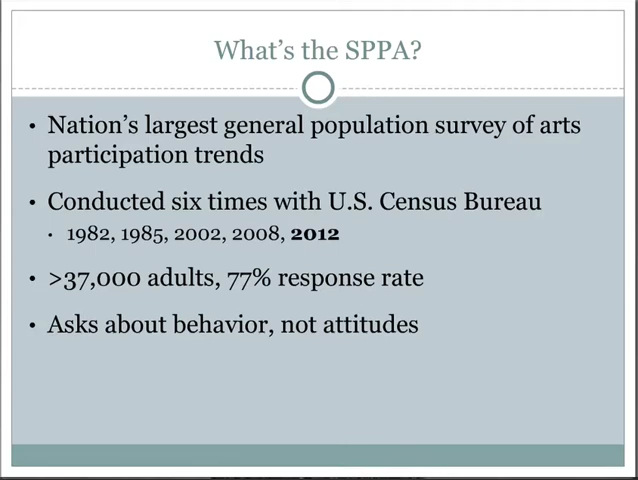 What's the SPPA?
• Nation's largest general population survey of arts
participation trends
• Conducted six times with U.S. Census Bureau
• 1982, 1985, 2002, 2008, 2012
• >37,000 adults, 77% response rate
• Asks about behavior, not attitudes